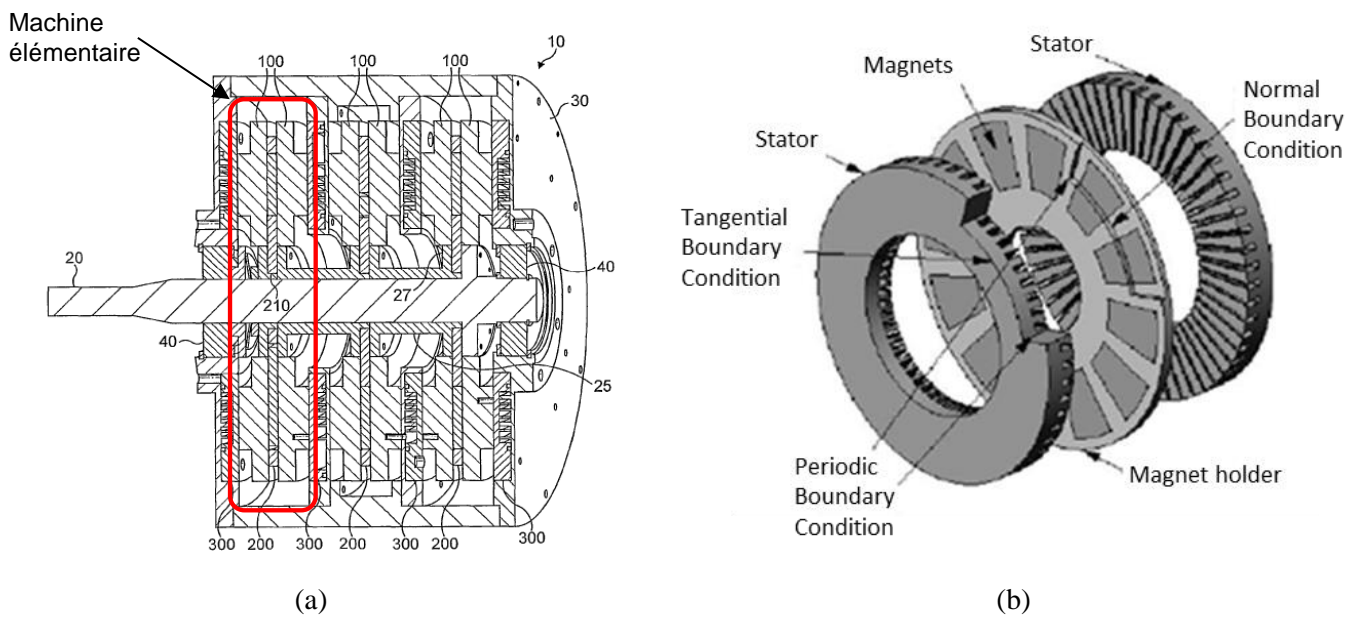 Machine
élémentaire
100
100
100
10
30
20
210
27
40
40
25
300
200
300
200
300
200
300
(a)
Stator
Magnets
Normal
Boundary
Condition
Stator
Tangential
Boundary
Condition
Periodic
Boundary
Condition
Magnet holder
(b)